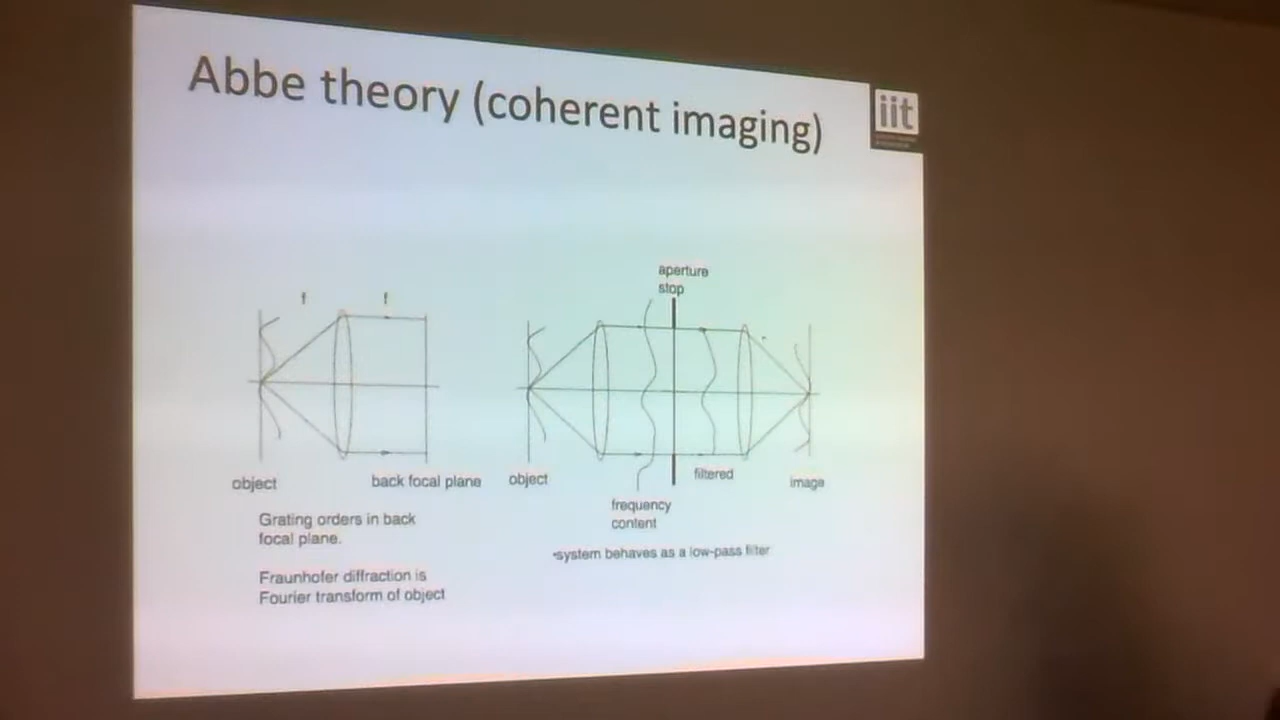 Abbe theory (coherent imaging)
iit
f
f
object
back focal plane
Grating orders in back
focal plane.
Fraunhofer diffraction is
Fourier transform of object
aperture
stop
object
filtered
image
frequency
content
•system behaves as a low-pass filter